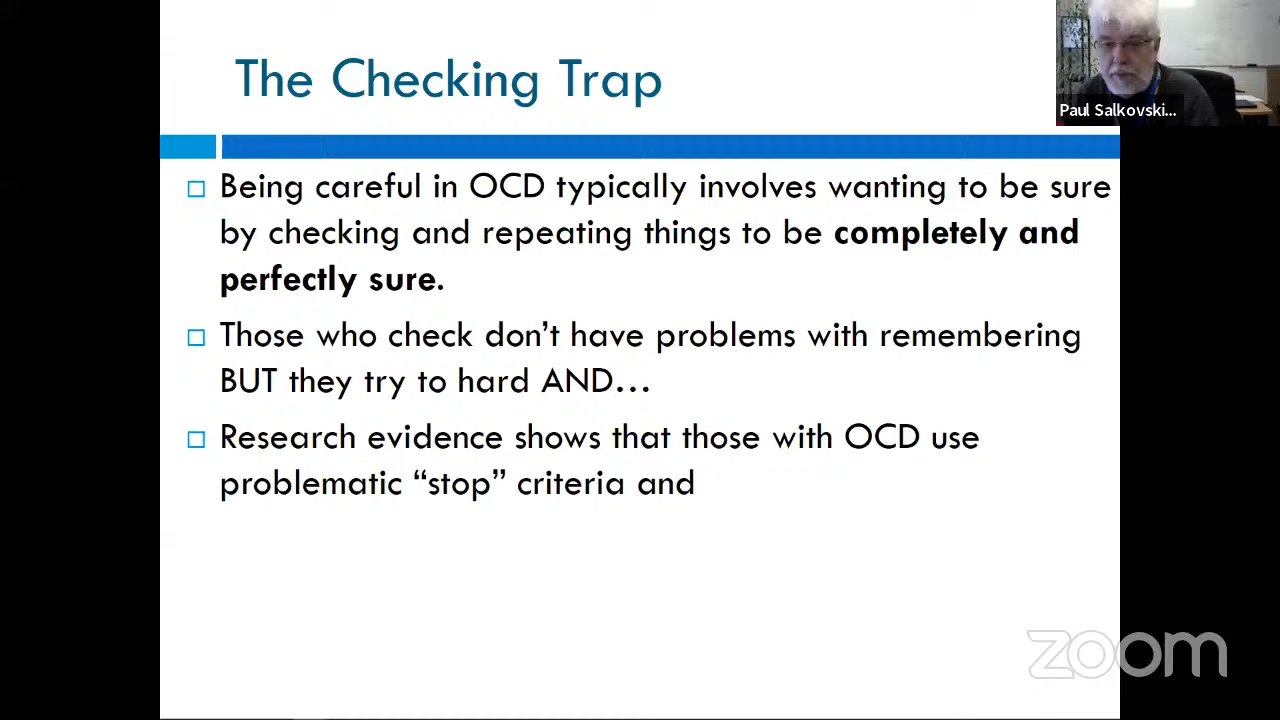 The Checking Trap
Paul Salkovski...
Being careful in OCD typically involves wanting to be sure
by checking and repeating things to be completely and
perfectly sure.
Those who check don’t have problems with remembering
BUT they try to hard AND...
Research evidence shows that those with OCD use
problematic “stop” criteria and
zoom